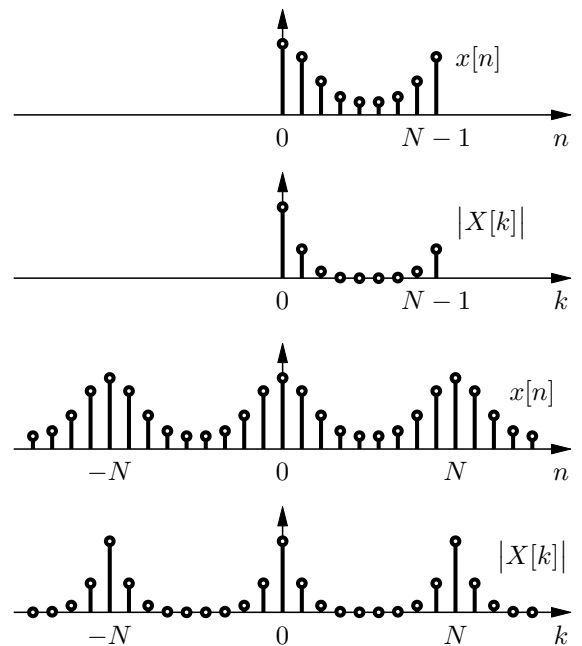 x[n]
0 N − 1 n
|X[k]|
0 N − 1 k
x[n]
−N 0 N n
|X[k]|
−N 0 N k